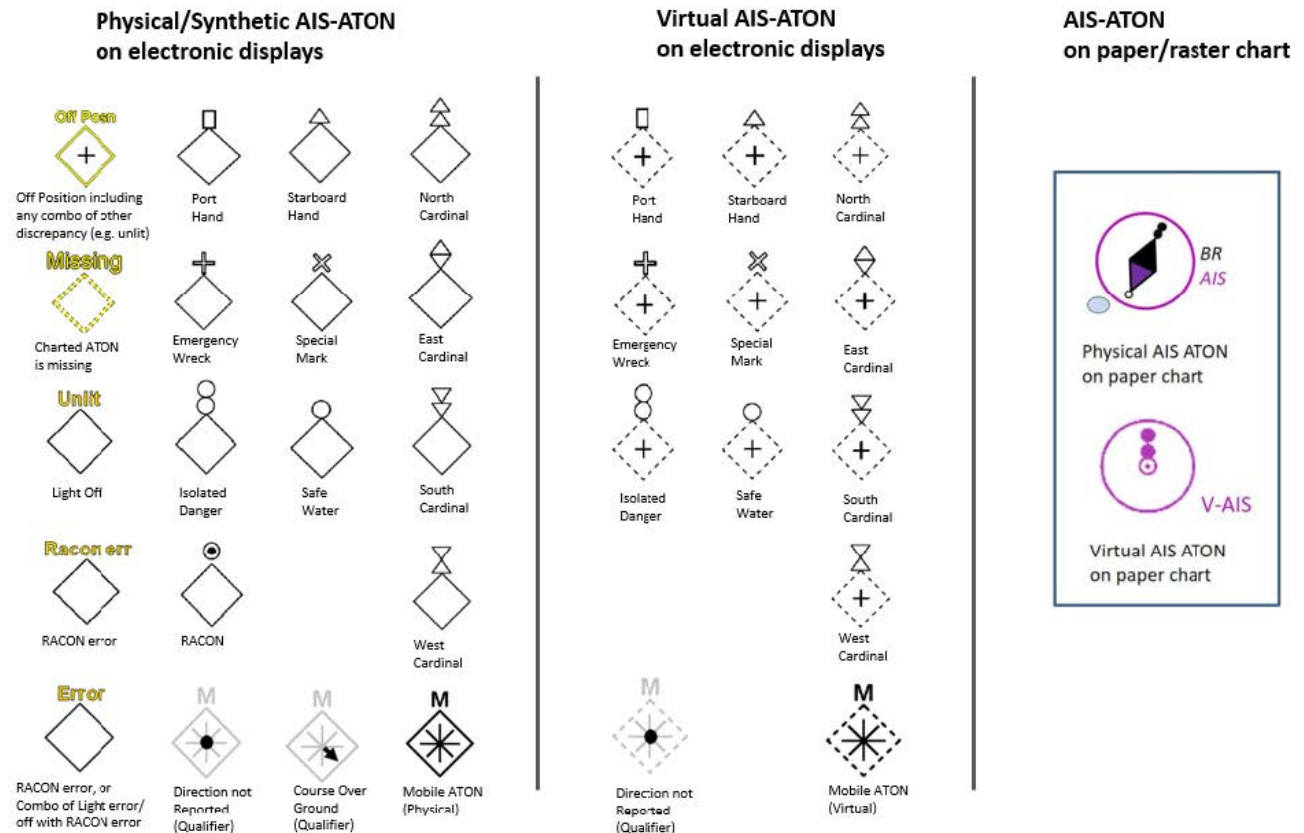 Physical/Synthetic AIS-ATON
on electronic displays
Virtual AIS-ATON
on electronic displays
AIS-ATON
on paper/raster chart
Off Posn
Off Position including
any combo of other
discrepancy (e.g. unlit)
Port
Hand
Starboard
Hand
North
Cardinal
Port
Hand
Starboard
Hand
North
Cardinal
Missing
Charted ATON
is missing
Emergency
Wreck
Special
Mark
East
Cardinal
Emergency
Wreck
Special
Mark
East
Cardinal
BR
AIS
Physical AIS ATON
on paper chart
Unlit
Light Off
Isolated
Danger
Safe
Water
South
Cardinal
Isolated
Danger
Safe
Water
South
Cardinal
V-AIS
Virtual AIS ATON
on paper chart
Racon err
RACON error
RACON
West
Cardinal
West
Cardinal
Error
RACON error, or
Combo of Light error/
off with RACON error
M
Direction not
Reported
(Qualifier)
M
Course Over
Ground
(Qualifier)
M
Mobile ATON
(Physical)
M
Direction not
Reported
(Qualifier)
M
Mobile ATON
(Virtual)